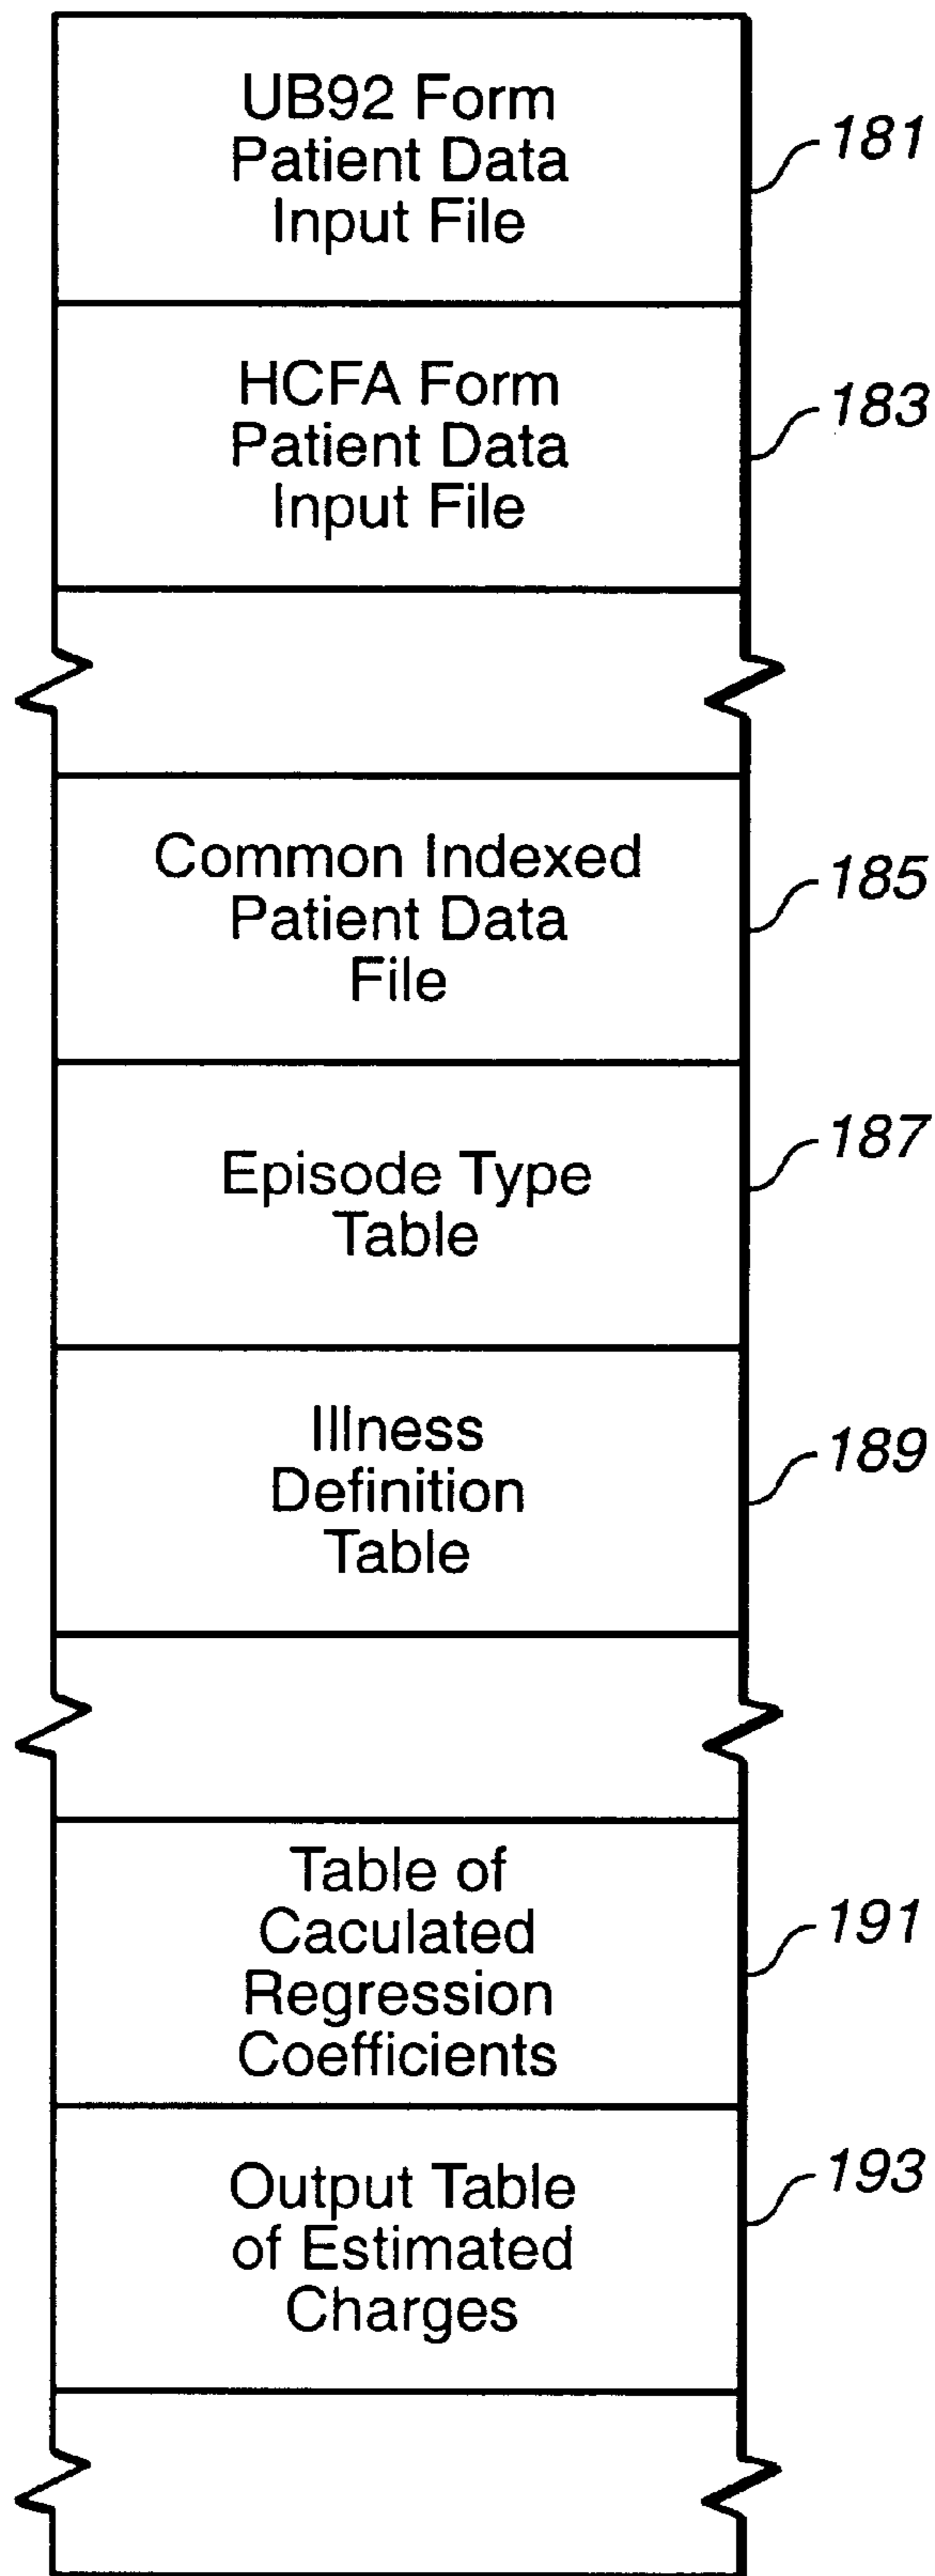 UB92 Form
Patient Data
Input File
181
HCFA Form
Patient Data
Input File
183
Common Indexed
Patient Data
File
185
Episode Type
Table
187
Illness
Definition
Table
189
Table of
Caculated
Regression
Coefficients
191
Output Table
of Estimated
Charges
193